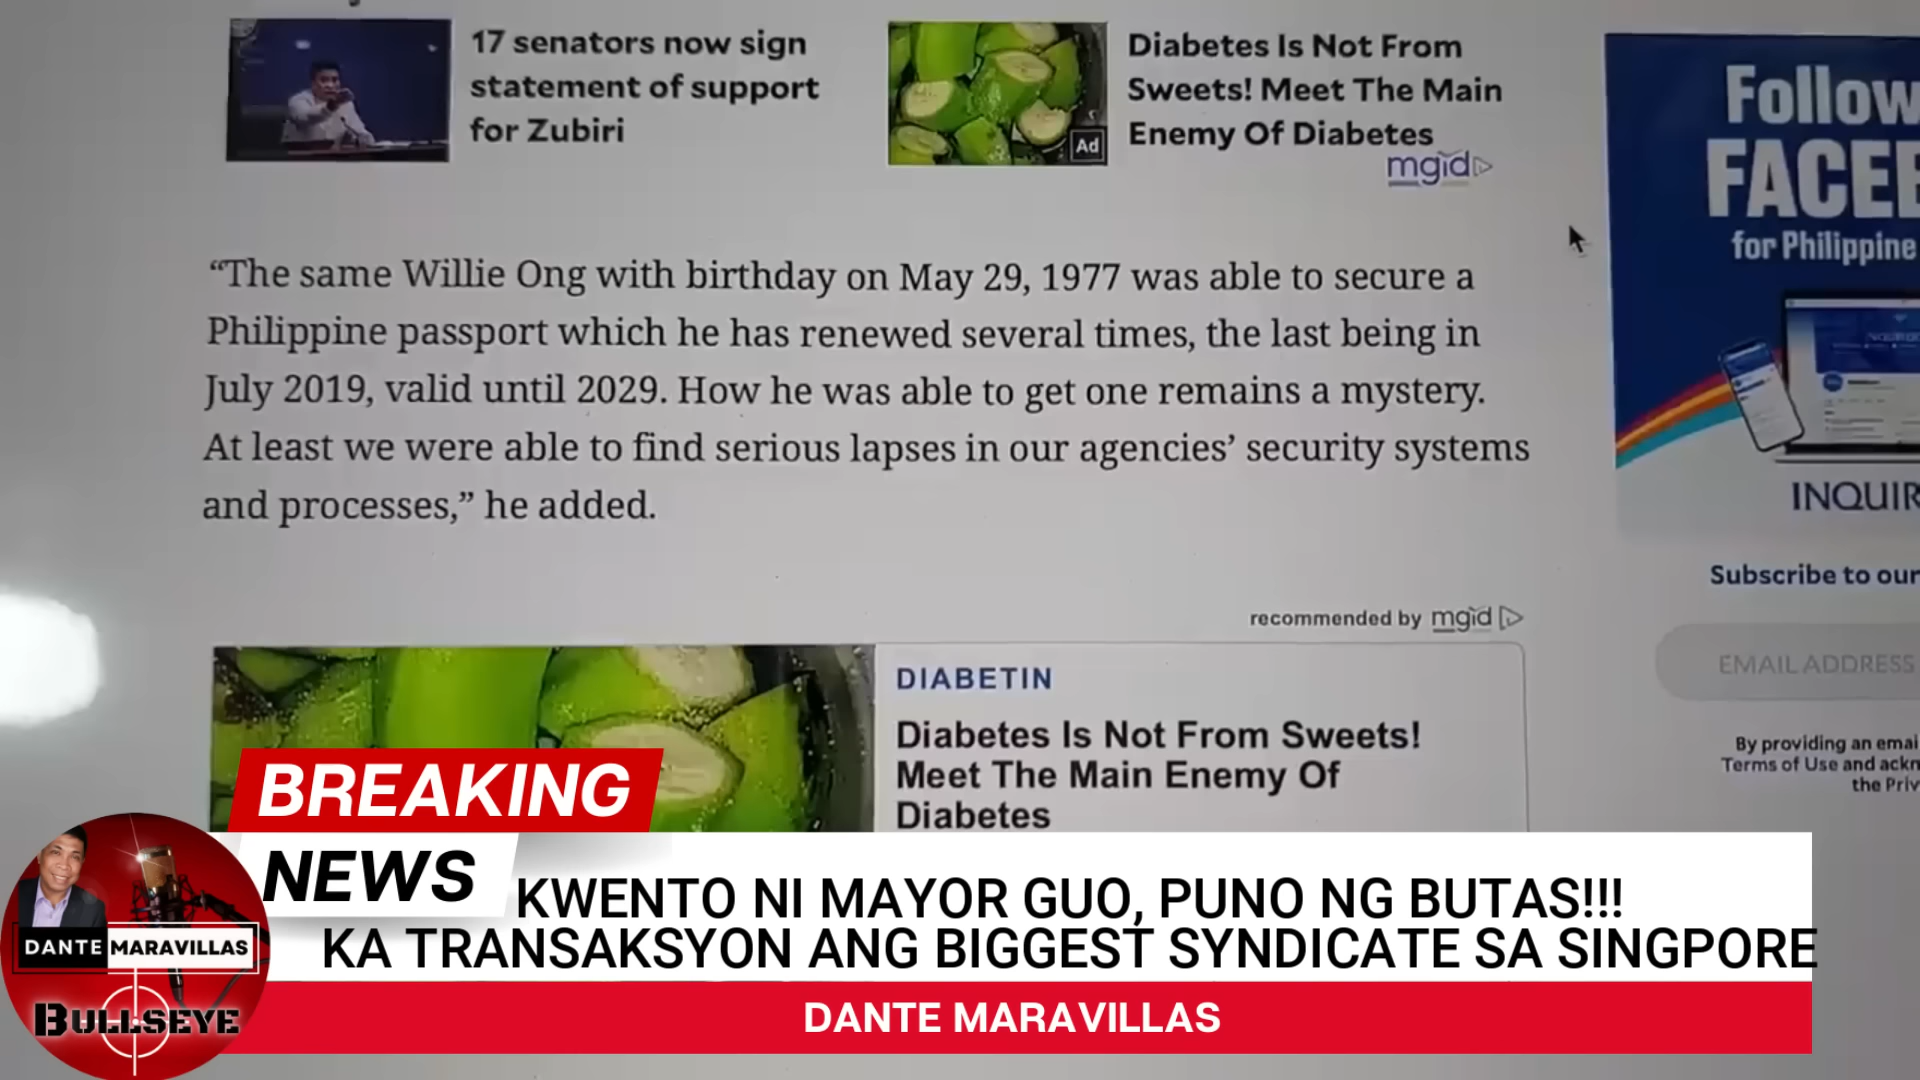 17 senators now sign
statement of support
for Zubiri
Diabetes Is Not From
Sweets! Meet The Main
Enemy Of Diabetes
Ad
mgid
Follow
for Philippine
“The same Willie Ong with birthday on May 29, 1977 was able to secure a
Philippine passport which he has renewed several times, the last being in
July 2019, valid until 2029. How he was able to get one remains a mystery.
At least we were able to find serious lapses in our agencies’ security systems
and processes,” he added.
Subscribe to our
EMAIL ADDRESS
By providing an emai
Terms of Use and ackn
the Priv
recommended by mgid
DIABETIN
Diabetes Is Not From Sweets!
Meet The Main Enemy Of
Diabetes
BREAKING
NEWS
KWENTO NI MAYOR GUO, PUNO NG BUTAS!!!
KA TRANSAKSYON ANG BIGGEST SYNDICATE SA SINGPORE
DANTE MARAVILLAS
DANTE MARAVILLAS
BULLSEYE